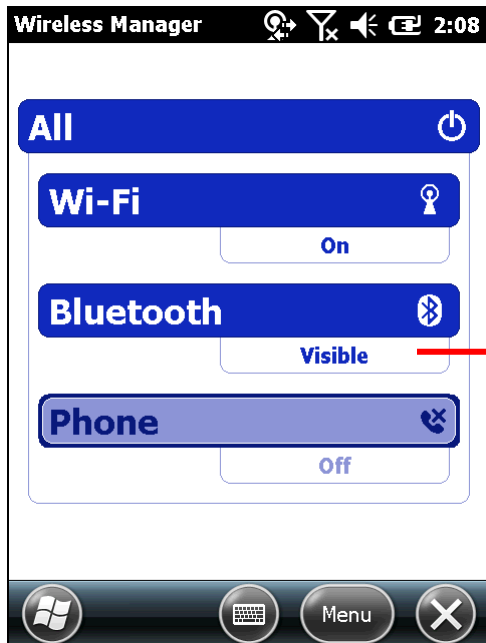 Wireless Manager 2:08
All
Wi-Fi
On
Bluetooth
Visible
Phone
Off
Menu